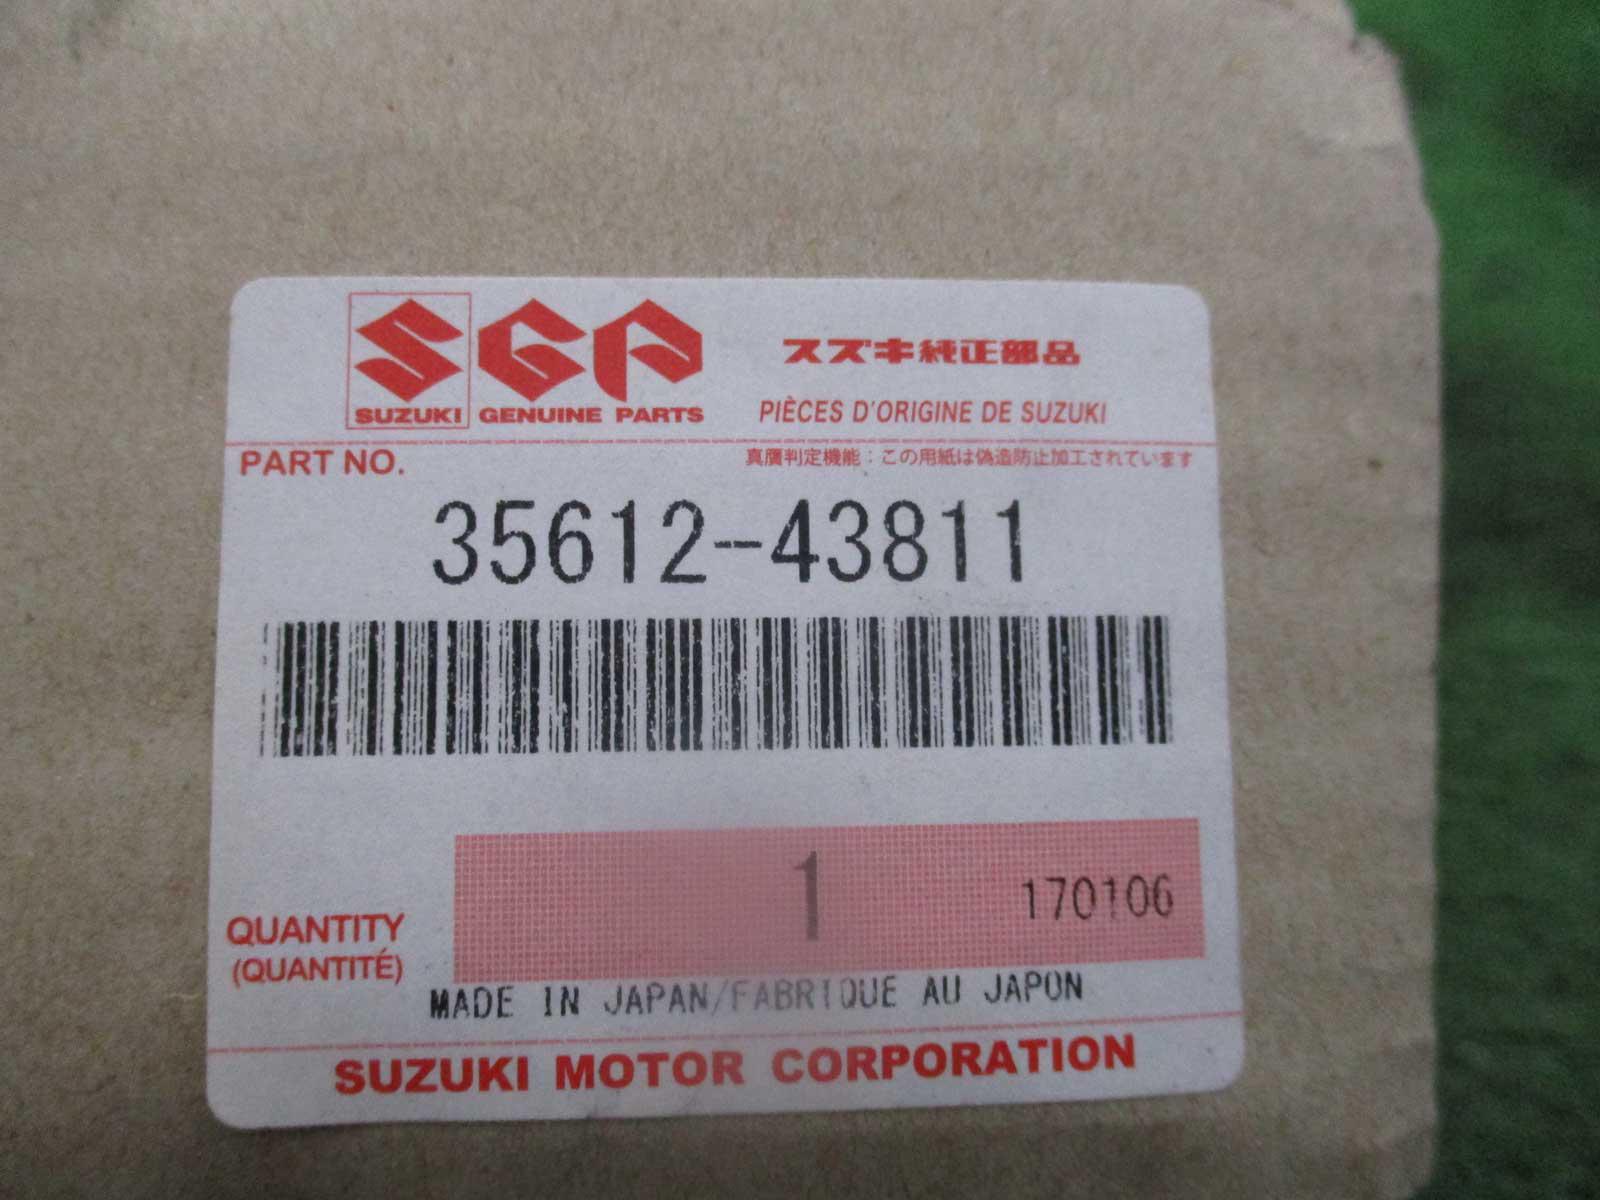 SGP
スズキ純正部品
SUZUKI GENUINE PARTS
PIÈCES D'ORIGINE DE SUZUKI
PART NO.
真贋判定機能：この用紙は偽造防止加工されています
35612-43811
1
170106
QUANTITY
(QUANTITÉ)
MADE IN JAPAN/FABRIQUE AU JAPON
SUZUKI MOTOR CORPORATION